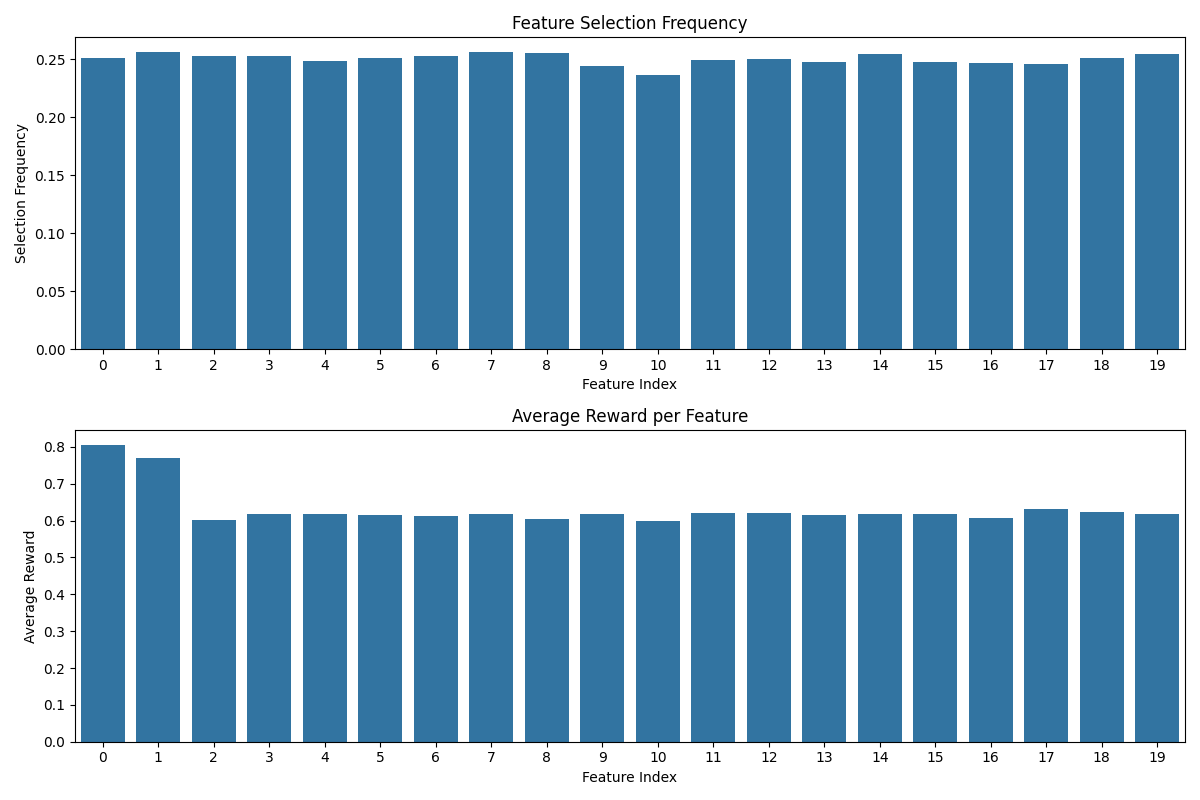 Feature Selection Frequency
Selection Frequency
0.25
0.20
0.15
0.10
0.05
0.00
0 1 2 3 4 5 6 7 8 9 10 11 12 13 14 15 16 17 18 19
Feature Index
Average Reward per Feature
Average Reward
0.8
0.7
0.6
0.5
0.4
0.3
0.2
0.1
0.0
0 1 2 3 4 5 6 7 8 9 10 11 12 13 14 15 16 17 18 19
Feature Index